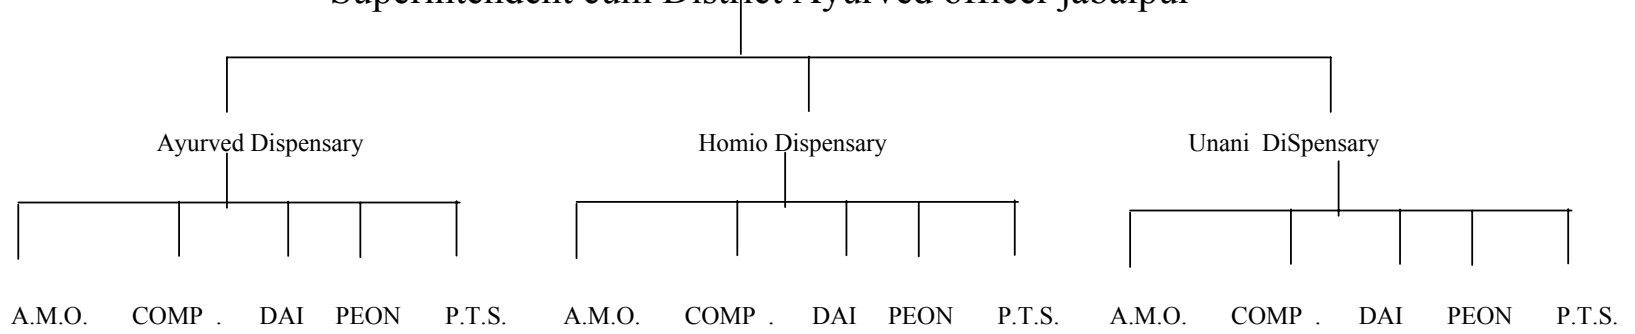 Superintendent cum District Ayurved officer jabalpur
Ayurved Dispensary Homio Dispensary Unani DiSpensary
A.M.O. COMP . DAI PEON P.T.S. A.M.O. COMP . DAI PEON P.T.S. A.M.O. COMP . DAI PEON P.T.S.